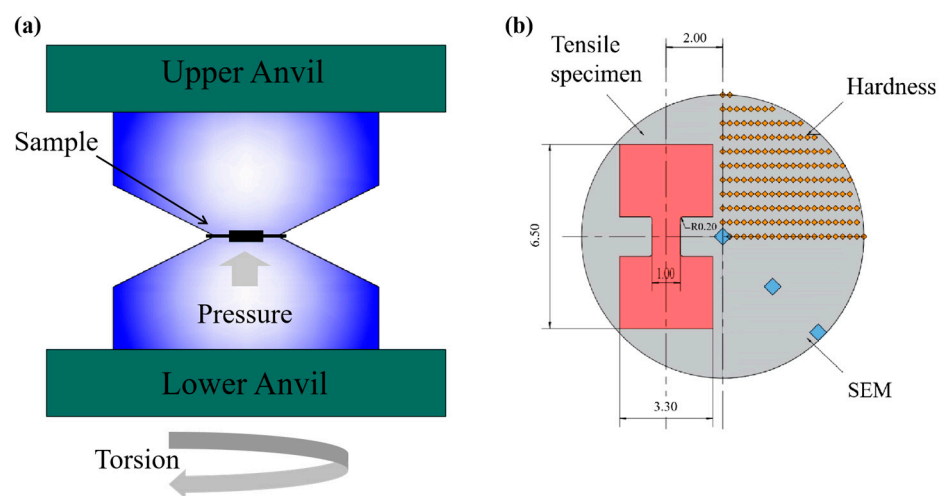 (a)
Upper Anvil
Sample
Pressure
Lower Anvil
Torsion
(b)
2.00
Tensile
specimen
Hardness
6.50
R0.20
1.00
SEM
3.30